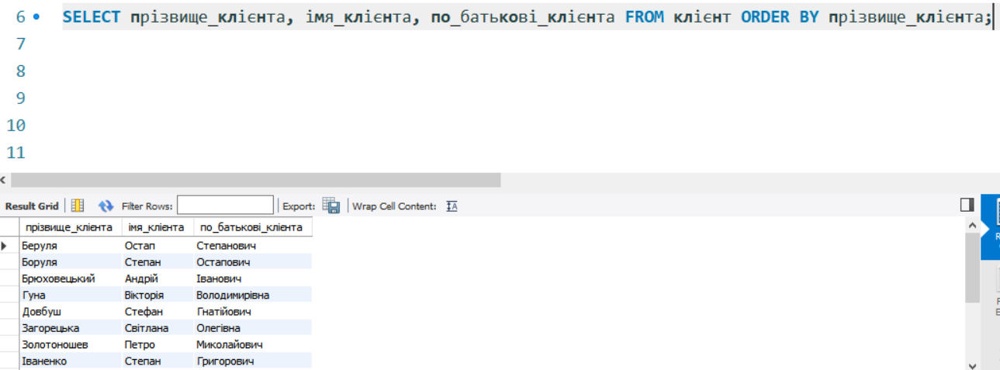 6 SELECT прізвище_клієнта, імя_клієнта, по_батькові_клієнта FROM клієнт ORDER BY прізвище_клієнта;
7
8
9
10
11
Result Grid Filter Rows: Export: Wrap Cell Content:
прізвище_клієнта імя_клієнта по_батькові_клієнта
Беруля Остап Степанович
Боруля Степан Остапович
Брюховецький Андрій Іванович
Гуна Вікторія Володимирівна
Довбуш Стефан Гнатійович
Загорецька Світлана Олегівна
Золотоношев Петро Миколайович
Іваненко Степан Григорович